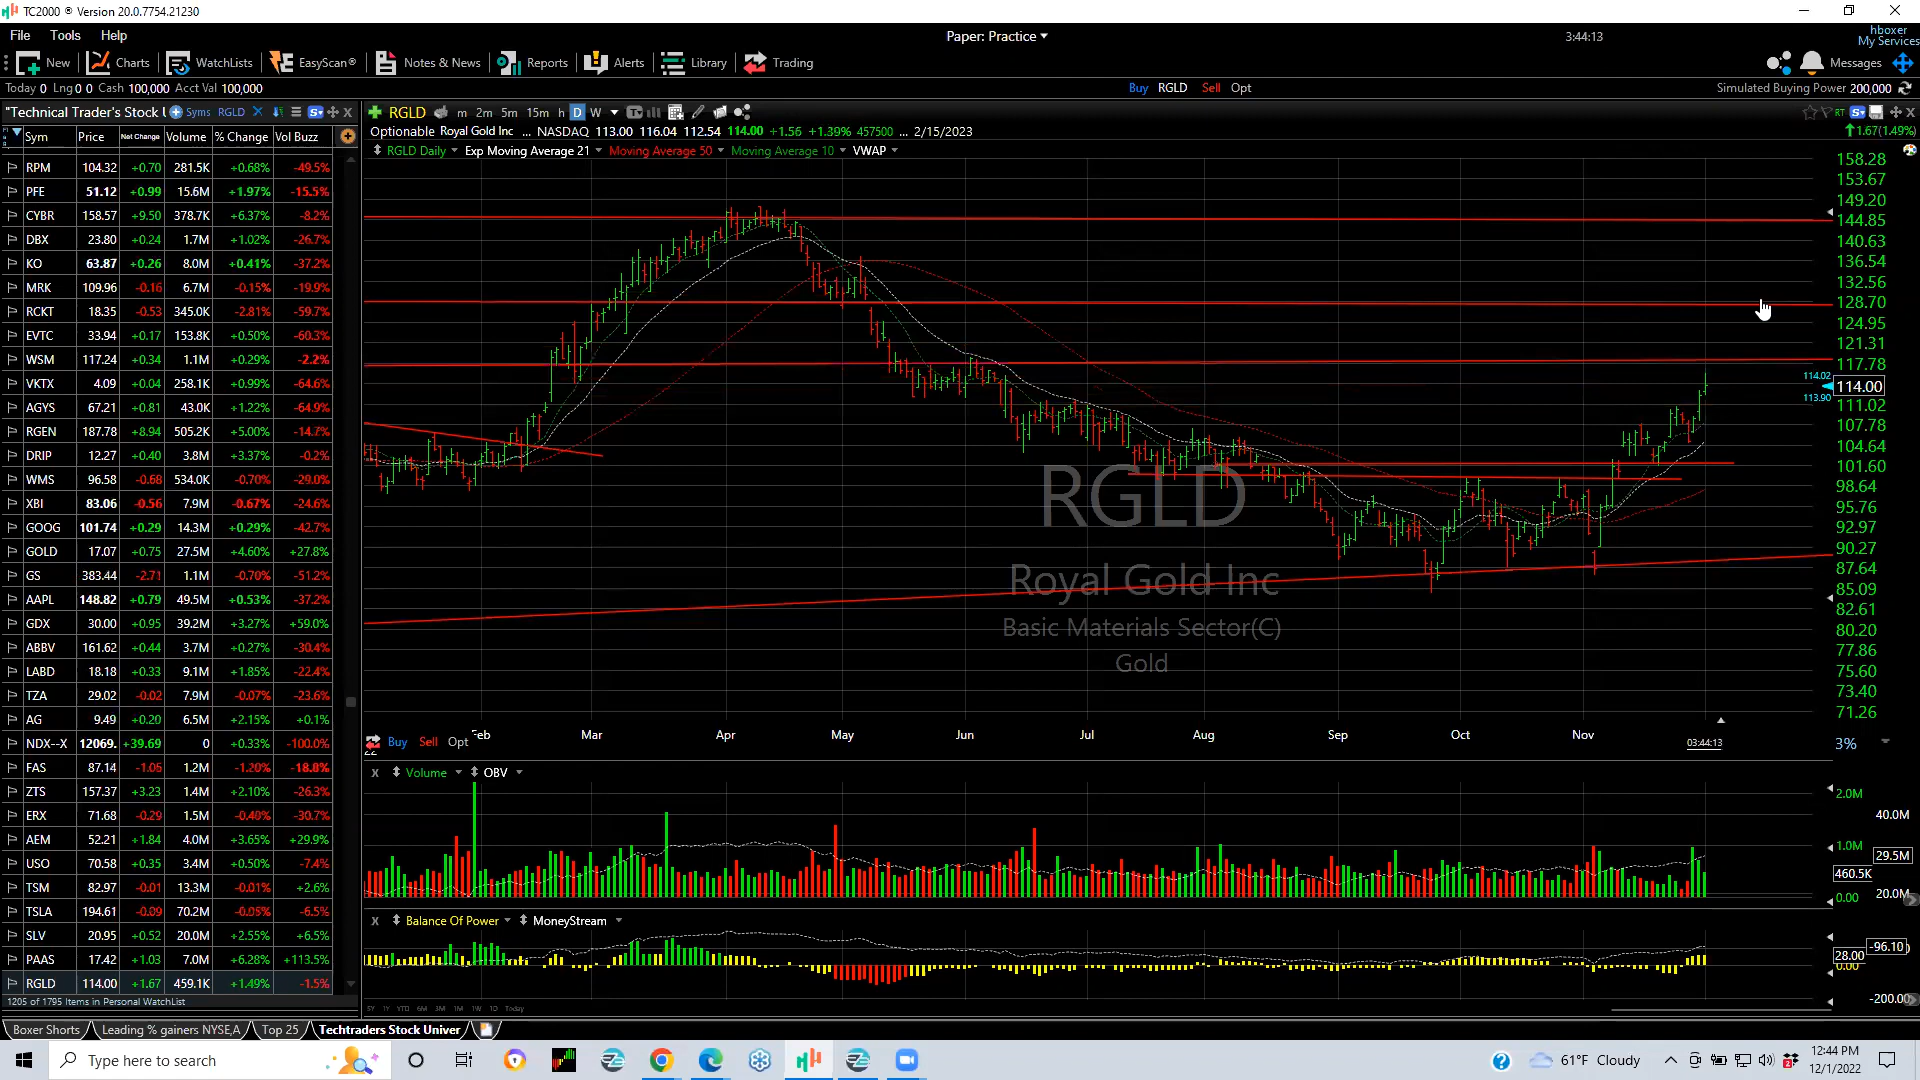 TC2000 ® Version 20.0.7754.21230
File Tools Help
Paper: Practice
3:44:13
hboxer
My Services
New Charts WatchLists EasyScan® Notes & News Reports Alerts Library Trading Messages
Today 0 Lng 0 0 Cash 100,000 Acct Val 100,000
Buy RGLD Sell Opt
Simulated Buying Power 200,000
"Technical Trader's Stock U Syms RGLD
RGLD m 2m 5m 15m h D W
RT
Sym Price Net Change Volume % Change Vol Buzz
Optionable Royal Gold Inc ... NASDAQ 113.00 116.04 112.54 114.00 +1.56 +1.39% 457500 ... 2/15/2023
1.67(1.49%)
RGLD Daily Exp Moving Average 21 Moving Average 50 Moving Average 10 VWAP
RPM 104.32 +0.70 281.5K +0.68% -49.5%
PFE 51.12 +0.99 15.6M +1.97% -15.5%
CYBR 158.57 +9.50 378.7K +6.37% -8.2%
DBX 23.80 +0.24 1.7M +1.02% -26.7%
KO 63.87 +0.26 8.0M +0.41% -37.2%
MRK 109.96 -0.16 6.7M -0.15% -19.9%
RCKT 18.35 -0.53 345.0K -2.81% -59.7%
EVTC 33.94 +0.17 153.8K +0.50% -60.3%
WSM 117.24 +0.34 1.1M +0.29% -2.2%
VKTX 4.09 +0.04 258.1K +0.99% -64.6%
AGYS 67.21 +0.81 43.0K +1.22% -64.9%
RGEN 187.78 +8.94 505.2K +5.00% -14.7%
DRIP 12.27 +0.40 3.8M +3.37% -0.2%
WMS 96.58 -0.68 534.0K -0.70% -29.0%
XBI 83.06 -0.56 7.9M -0.67% -24.6%
GOOG 101.74 +0.29 14.3M +0.29% -42.7%
GOLD 17.07 +0.75 27.5M +4.60% +27.8%
GS 383.44 -2.71 1.1M -0.70% -51.2%
AAPL 148.82 +0.79 49.5M +0.53% -37.2%
GDX 30.00 +0.95 39.2M +3.27% +59.0%
ABBV 161.62 +0.44 3.7M +0.27% -30.4%
LABD 18.18 +0.33 9.1M +1.85% -22.4%
TZA 29.02 -0.02 7.9M -0.07% -23.6%
AG 9.49 +0.20 6.5M +2.15% +0.1%
NDX--X 12069. +39.69 0 +0.33% -100.0%
FAS 87.14 -1.06 1.2M -1.20% -18.0%
ZTS 157.37 +3.23 1.4M +2.10% -26.3%
ERX 71.68 -0.29 1.5M -0.40% -30.7%
AEM 52.21 +1.84 4.0M +3.65% +29.9%
USO 70.58 +0.35 3.4M +0.50% -7.4%
TSM 82.97 -0.01 13.3M -0.01% +2.6%
TSLA 194.61 -0.09 70.2M -0.05% -6.5%
SLV 20.95 +0.52 20.0M +2.55% +6.5%
PAAS 17.42 +1.03 7.0M +6.28% +113.5%
RGLD 114.00 +1.67 459.1K +1.49% -1.5%
1205 of 1795 Items in Personal WatchList
158.28
153.67
149.20
144.85
140.63
136.54
132.56
128.70
124.95
121.31
117.78
114.02
114.00
113.90
111.02
107.78
104.64
101.60
98.64
95.76
92.97
90.27
87.64
85.09
82.61
80.20
77.86
75.60
73.40
71.26
RGLD
Royal Gold Inc
Basic Materials Sector(C)
Gold
Buy Sell Opt
Mar Apr May Jun Jul Aug Sep Oct Nov
03:44:13
3%
Volume OBV
2.0M
40.0M
1.0M
29.5M
460.5K
0.00
20.0M
Balance Of Power MoneyStream
-96.10
28.00
-200.00
5Y 1Y YTD 6M 3M 1M 1W 1D Today
Boxer Shorts Leading % gainers NYSE,A Top 25 Techtraders Stock Univer
Type here to search
61°F Cloudy
12:44 PM
12/1/2022